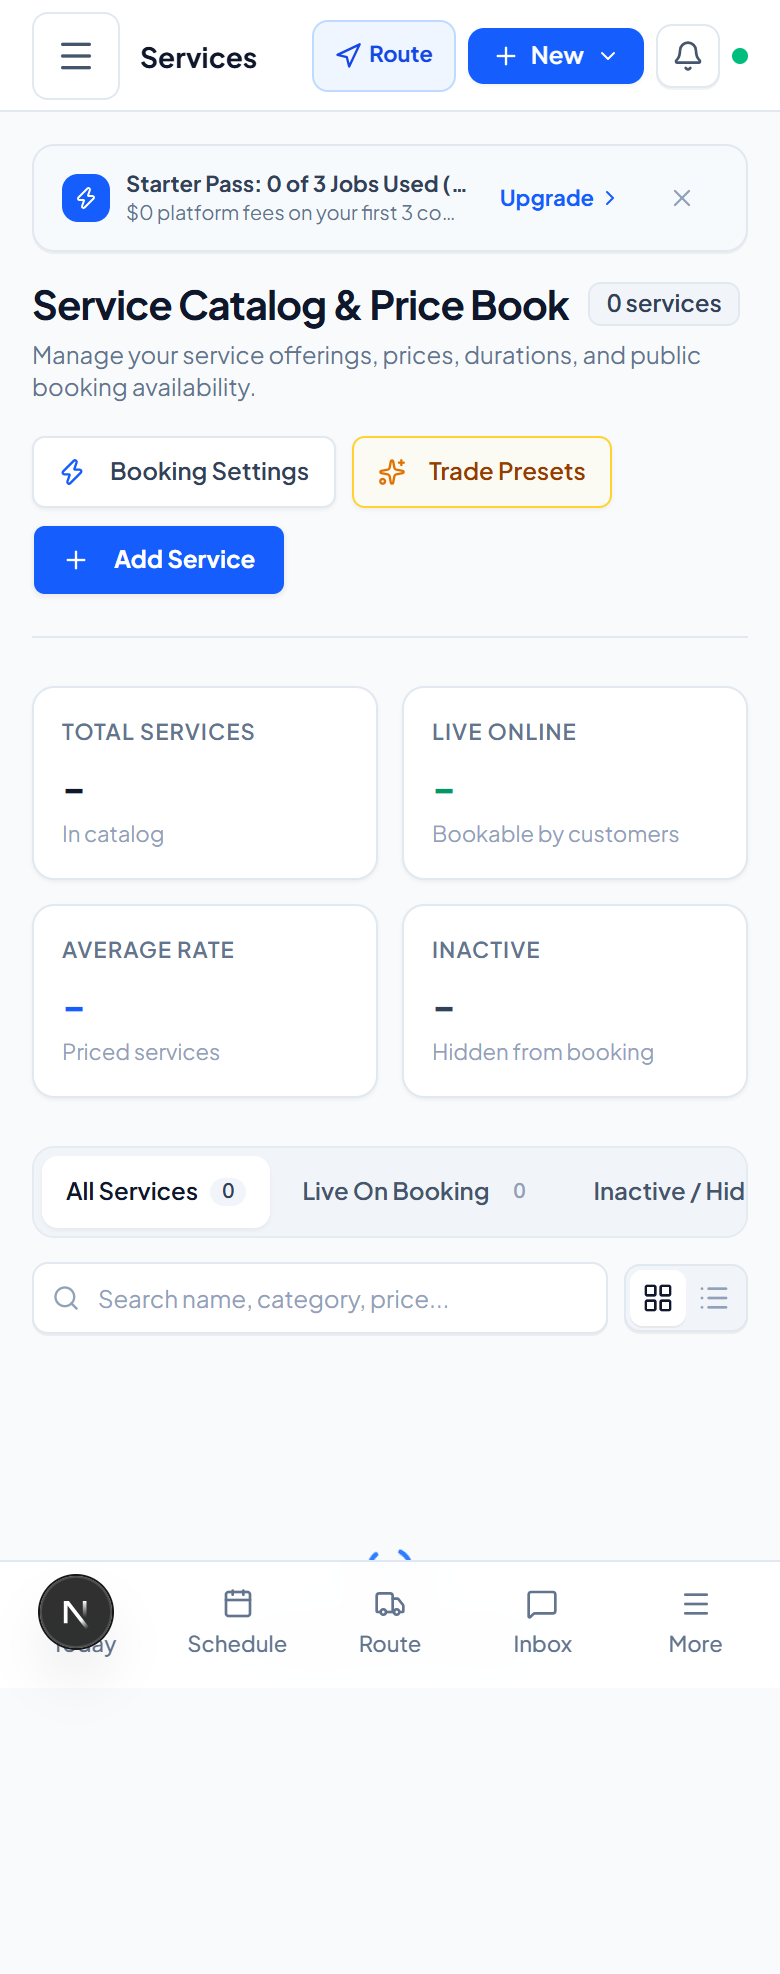 Services
Route
New
Starter Pass: 0 of 3 Jobs Used (...
$0 platform fees on your first 3 co...
Upgrade
Service Catalog & Price Book
0 services
Manage your service offerings, prices, durations, and public
booking availability.
Booking Settings
Trade Presets
Add Service
TOTAL SERVICES
–
In catalog
LIVE ONLINE
–
Bookable by customers
AVERAGE RATE
–
Priced services
INACTIVE
–
Hidden from booking
All Services 0
Live On Booking 0
Inactive / Hid
Search name, category, price...
N
Schedule
Route
Inbox
More